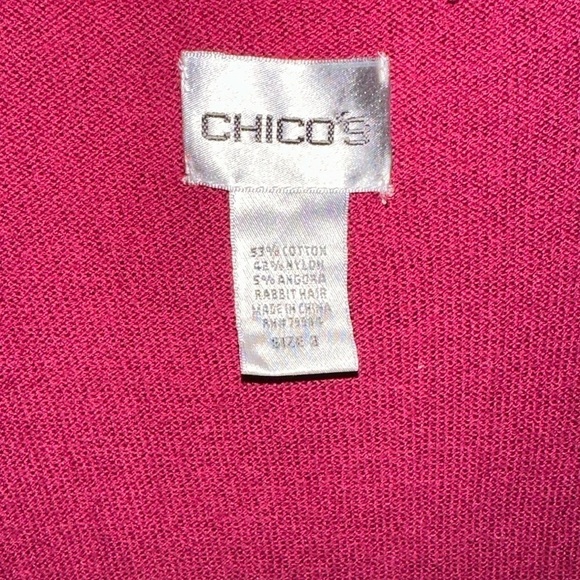 CHICO'S
53% COTTON
42% NYLON
5% ANGORA
RABBIT HAIR
MADE IN CHINA
SIZE 3